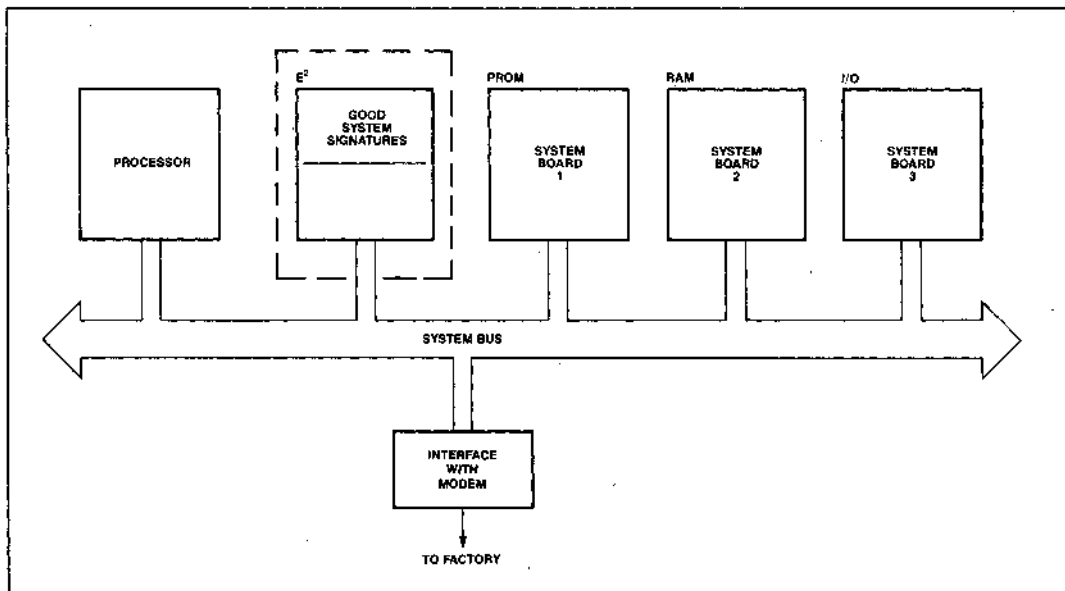 E²
PROM
RAM
I/O
PROCESSOR
GOOD
SYSTEM
SIGNATURES
SYSTEM
BOARD
1
SYSTEM
BOARD
2
SYSTEM
BOARD
3
SYSTEM BUS
INTERFACE
WITH
MODEM
TO FACTORY